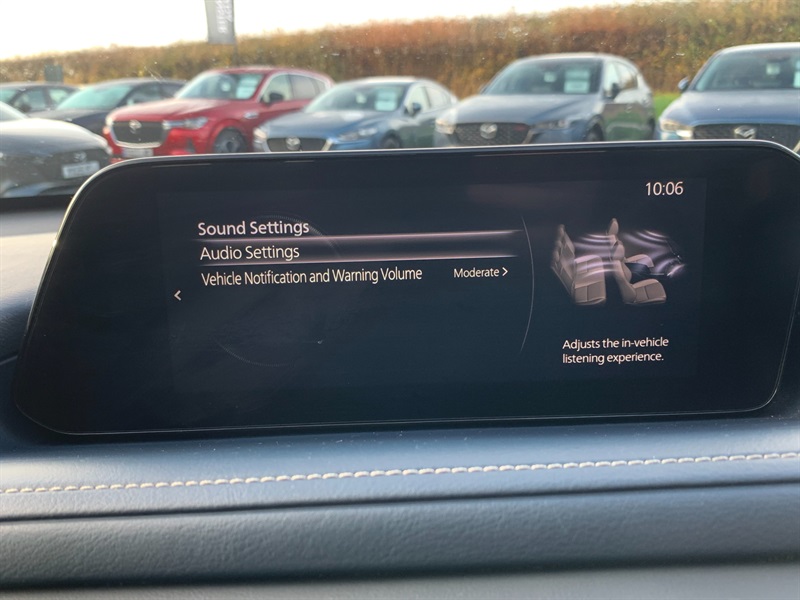 10:06
Sound Settings
Audio Settings
Vehicle Notification and Warning Volume Moderate
Adjusts the in-vehicle
listening experience.